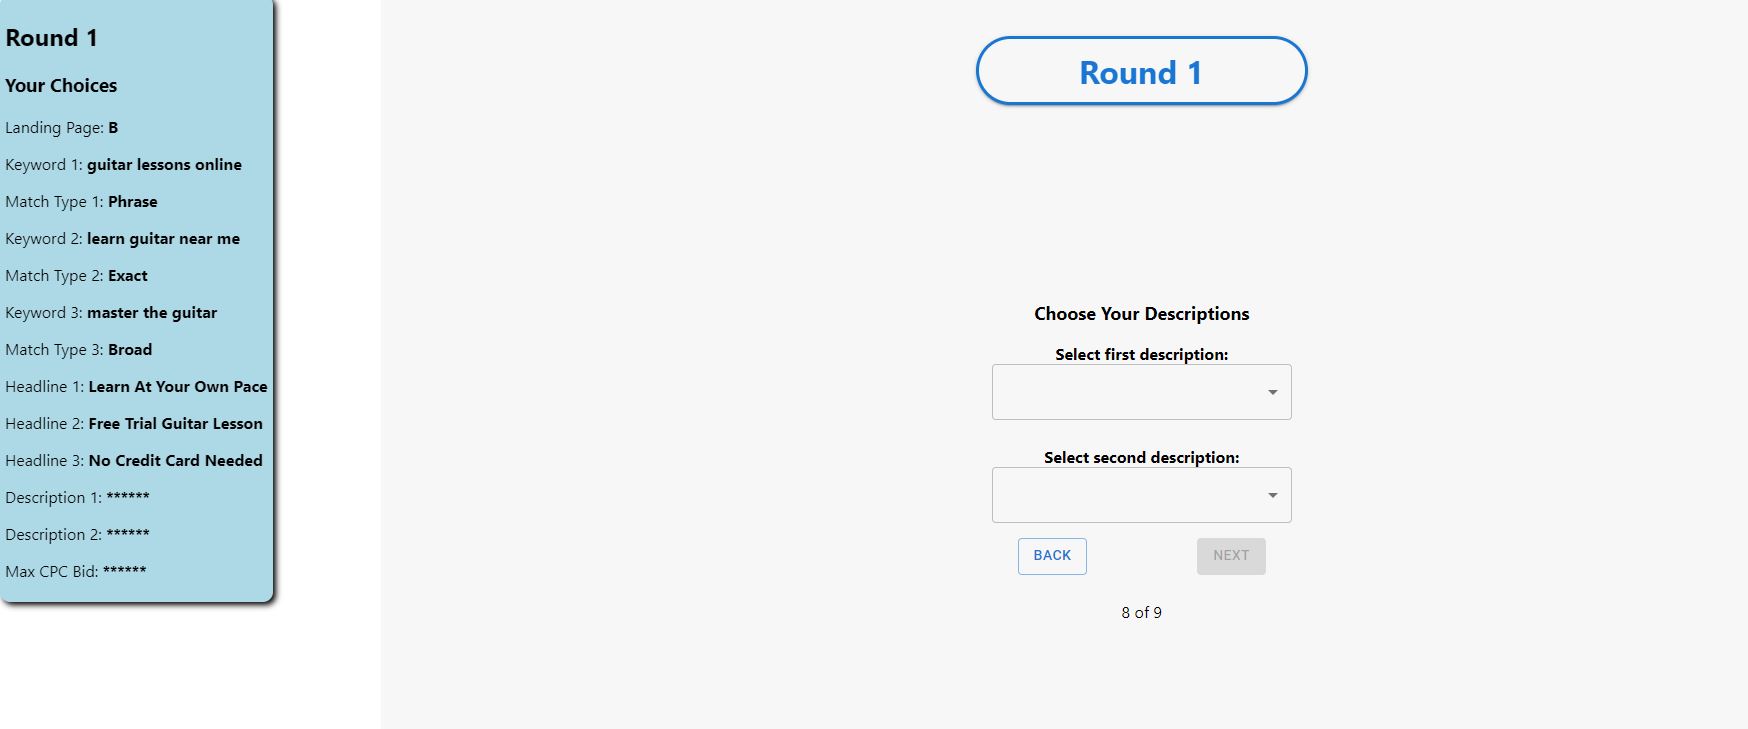 Round 1
Your Choices
Landing Page: B
Keyword 1: guitar lessons online
Match Type 1: Phrase
Keyword 2: learn guitar near me
Match Type 2: Exact
Keyword 3: master the guitar
Match Type 3: Broad
Headline 1: Learn At Your Own Pace
Headline 2: Free Trial Guitar Lesson
Headline 3: No Credit Card Needed
Description 1: ******
Description 2: ******
Max CPC Bid: ******
Round 1
Choose Your Descriptions
Select first description:
Select second description:
BACK
NEXT
8 of 9